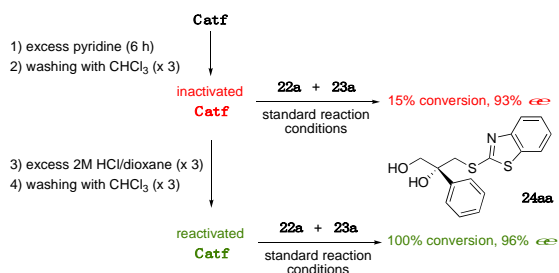 Catf
1) excess pyridine (6 h)
2) washing with CHCl3 (x 3)
inactivated
Catf
22a + 23a
standard reaction
conditions
15% conversion, 93% ee
N
S
S
HO
HO
24aa
3) excess 2M HCl/dioxane (x 3)
4) washing with CHCl3 (x 3)
reactivated
Catf
22a + 23a
standard reaction
conditions
100% conversion, 96% ee